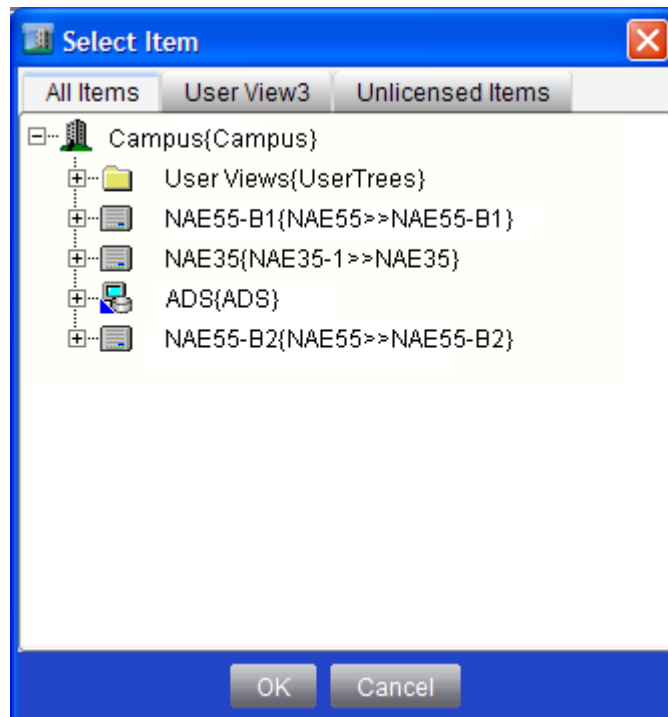 Select Item
All Items User View3 Unlicensed Items
Campus{Campus}
User Views{UserTrees}
NAE55-B1{NAE55>>NAE55-B1}
NAE35{NAE35-1>>NAE35}
ADS{ADS}
NAE55-B2{NAE55>>NAE55-B2}
OK Cancel